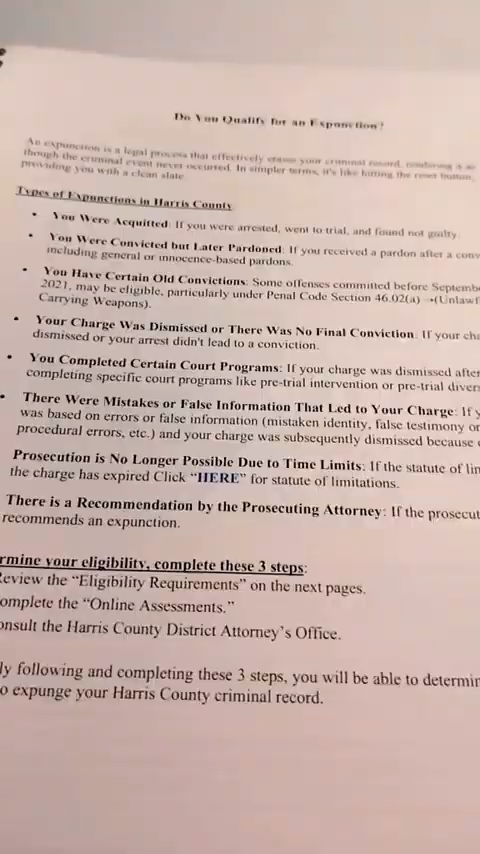 Do You Qualify for an Expunction?
An expunction is a legal process that effectively erases your criminal record, rendering it as
though the criminal event never occurred. In simpler terms, it's like hitting the reset button,
providing you with a clean slate.
Types of Expunctions in Harris County
• You Were Acquitted: If you were arrested, went to trial, and found not guilty.
• You Were Convicted but Later Pardoned: If you received a pardon after a conv
including general or innocence-based pardons.
• You Have Certain Old Convictions: Some offenses committed before Septembe
2021, may be eligible, particularly under Penal Code Section 46.02(a) →(Unlawf
Carrying Weapons).
• Your Charge Was Dismissed or There Was No Final Conviction: If your cha
dismissed or your arrest didn't lead to a conviction.
• You Completed Certain Court Programs: If your charge was dismissed after
completing specific court programs like pre-trial intervention or pre-trial diver
• There Were Mistakes or False Information That Led to Your Charge: If y
was based on errors or false information (mistaken identity, false testimony or
procedural errors, etc.) and your charge was subsequently dismissed because
Prosecution is No Longer Possible Due to Time Limits: If the statute of lim
the charge has expired Click “HERE” for statute of limitations.
There is a Recommendation by the Prosecuting Attorney: If the prosecut
recommends an expunction.
rmine your eligibility, complete these 3 steps:
Review the “Eligibility Requirements” on the next pages.
omplete the “Online Assessments.”
onsult the Harris County District Attorney’s Office.
ly following and completing these 3 steps, you will be able to determin
o expunge your Harris County criminal record.